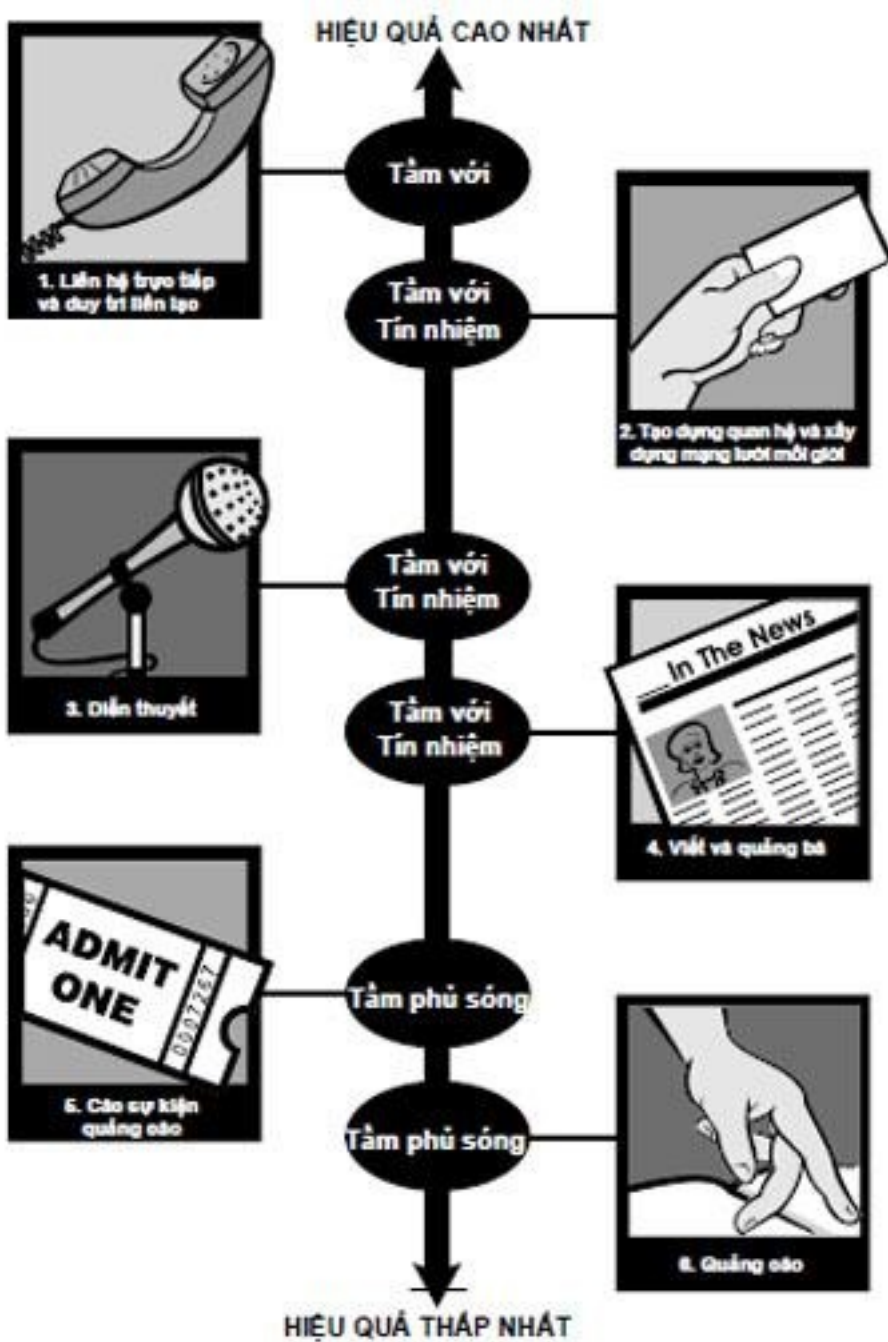 HIỆU QUẢ CAO NHẤT
Tầm với
1. Liên hệ trực tiếp
và duy trì liên lạc
Tầm với
Tín nhiệm
2. Tạo dựng quan hệ và xây
dựng mạng lưới môi giới
Tầm với
Tín nhiệm
3. Diễn thuyết
Tầm với
Tín nhiệm
In The News
4. Viết và quảng bá
ADMIT
ONE
0007267
Tầm phủ sóng
5. Các sự kiện
quảng cáo
Tầm phủ sóng
6. Quảng cáo
HIỆU QUẢ THẤP NHẤT